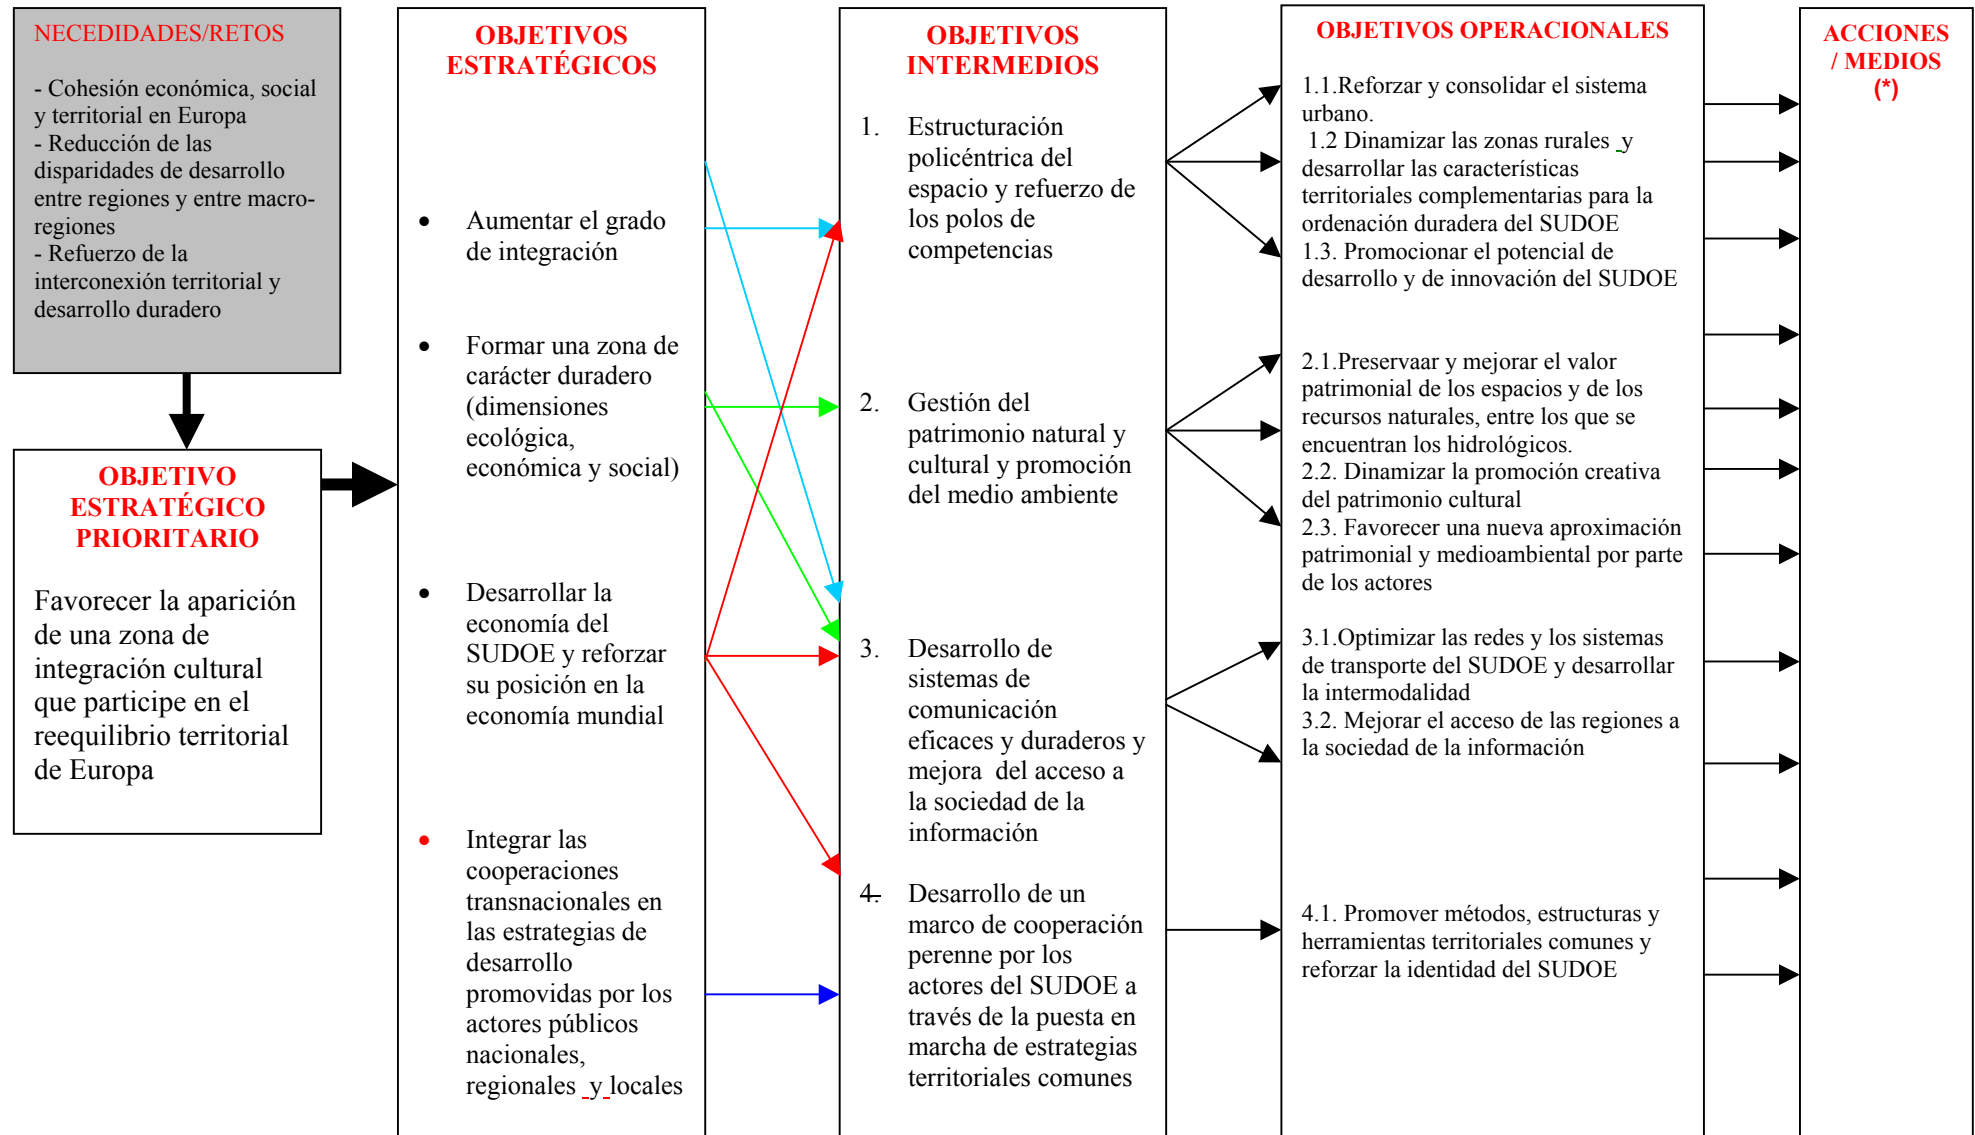 NECEDIDADES/RETOS
- Cohesión económica, social
y territorial en Europa
- Reducción de las
disparidades de desarrollo
entre regiones y entre macro-
regiones
- Refuerzo de la
interconexión territorial y
desarrollo duradero
OBJETIVO
ESTRATÉGICO
PRIORITARIO
Favorecer la aparición
de una zona de
integración cultural
que participe en el
reequilibrio territorial
de Europa
OBJETIVOS
ESTRATÉGICOS
• Aumentar el grado
de integración
• Formar una zona de
carácter duradero
(dimensiones
ecológica,
económica y social)
• Desarrollar la
economía del
SUDOE y reforzar
su posición en la
economía mundial
• Integrar las
cooperaciones
transnacionales en
las estrategias de
desarrollo
promovidas por los
actores públicos
nacionales,
regionales y locales
OBJETIVOS
INTERMEDIOS
1. Estructuración
policéntrica del
espacio y refuerzo de
los polos de
competencias
2. Gestión del
patrimonio natural y
cultural y promoción
del medio ambiente
3. Desarrollo de
sistemas de
comunicación
eficaces y duraderos y
mejora del acceso a
la sociedad de la
información
4. Desarrollo de un
marco de cooperación
perenne por los
actores del SUDOE a
través de la puesta en
marcha de estrategias
territoriales comunes
OBJETIVOS OPERACIONALES
1.1.Reforzar y consolidar el sistema
urbano.
1.2 Dinamizar las zonas rurales y
desarrollar las características
territoriales complementarias para la
ordenación duradera del SUDOE
1.3. Promocionar el potencial de
desarrollo y de innovación del SUDOE
2.1.Preservaar y mejorar el valor
patrimonial de los espacios y de los
recursos naturales, entre los que se
encuentran los hidrológicos.
2.2. Dinamizar la promoción creativa
del patrimonio cultural
2.3. Favorecer una nueva aproximación
patrimonial y medioambiental por parte
de los actores
3.1.Optimizar las redes y los sistemas
de transporte del SUDOE y desarrollar
la intermodalidad
3.2. Mejorar el acceso de las regiones a
la sociedad de la información
4.1. Promover métodos, estructuras y
herramientas territoriales comunes y
reforzar la identidad del SUDOE
ACCIONES
/ MEDIOS
(*)